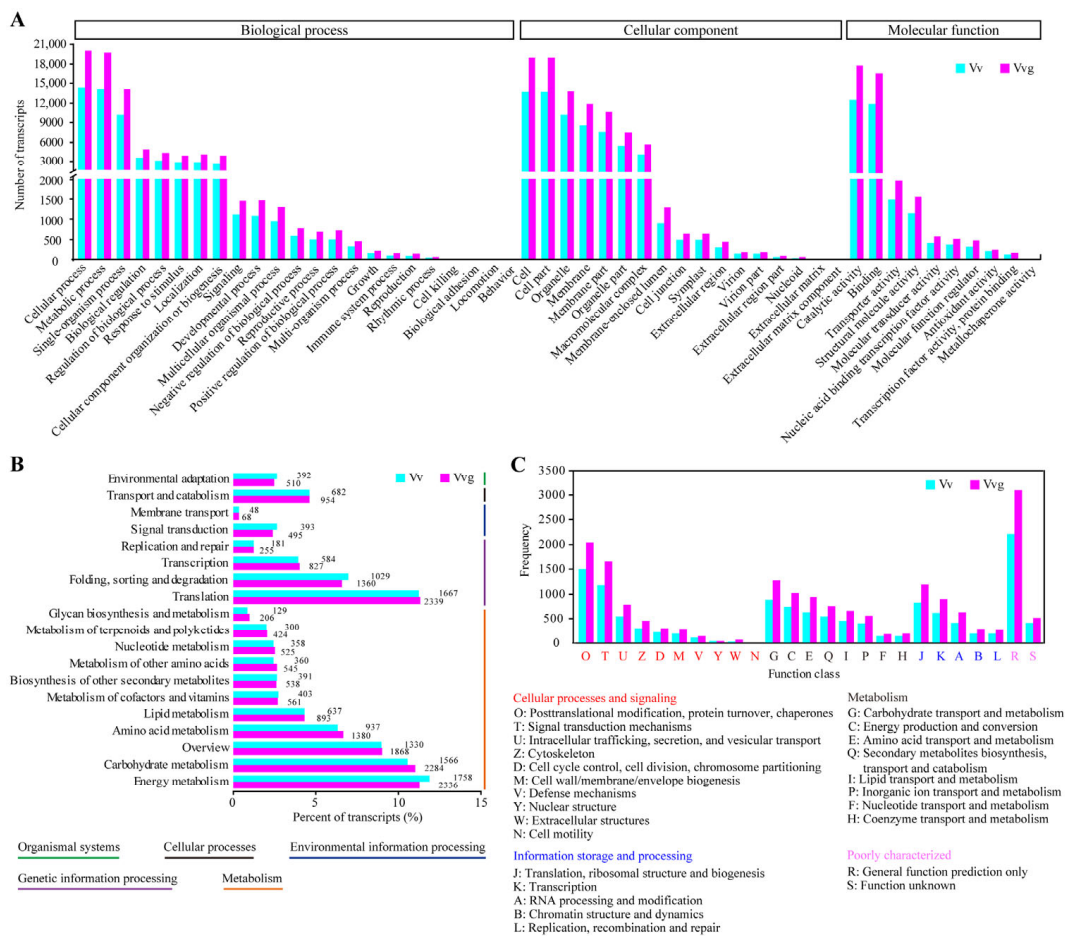 A
Biological process
Cellular component
Molecular function
Number of transcripts
21,000
18,000
15,000
12,000
9000
6000
3000
2000
1500
1000
500
0
Vv
Vvg
Cellular process
Metabolic process
Single-organism process
Biological regulation
Regulation of biological process
Response to stimulus
Localization
Cellular component organization or biogenesis
Signaling
Developmental process
Multicellular organismal process
Negative regulation of biological process
Reproductive process
Positive regulation of biological process
Multi-organism process
Growth
Immune system process
Reproduction
Rhythmic process
Cell killing
Biological adhesion
Locomotion
Behavior
Cell
Cell part
Organelle
Membrane
Membrane part
Organelle part
Macromolecular complex
Membrane-enclosed lumen
Cell junction
Symplast
Extracellular region
Virion
Virion part
Extracellular region part
Nucleoid
Extracellular matrix
Extracellular matrix component
Catalytic activity
Binding
Transporter activity
Structural molecule activity
Molecular transducer activity
Nucleic acid binding transcription factor activity
Molecular function regulator
Antioxidant activity
Transcription factor activity, protein binding
Metallochaperone activity
B
Vv
Vvg
Environmental adaptation 392
510
Transport and catabolism 682
954
Membrane transport 48
68
Signal transduction 393
495
Replication and repair 181
255
Transcription 584
827
Folding, sorting and degradation 1029
1360
Translation 1667
2339
Glycan biosynthesis and metabolism 129
206
Metabolism of terpenoids and polyketides 300
424
Nucleotide metabolism 358
525
Metabolism of other amino acids 360
545
Biosynthesis of other secondary metabolites 391
538
Metabolism of cofactors and vitamins 403
561
Lipid metabolism 637
893
Amino acid metabolism 937
1380
Overview 1330
1868
Carbohydrate metabolism 1566
2284
Energy metabolism 1758
2336
0 5 10 15
Percent of transcripts (%)
Organismal systems
Cellular processes
Environmental information processing
Genetic information processing
Metabolism
C
Frequency
3500
3000
2500
2000
1500
1000
500
0
Vv
Vvg
O T U Z D M V Y W N G C E Q I P F H J K A B L R S
Function class
Cellular processes and signaling
O: Posttranslational modification, protein turnover, chaperones
T: Signal transduction mechanisms
U: Intracellular trafficking, secretion, and vesicular transport
Z: Cytoskeleton
D: Cell cycle control, cell division, chromosome partitioning
M: Cell wall/membrane/envelope biogenesis
V: Defense mechanisms
Y: Nuclear structure
W: Extracellular structures
N: Cell motility
Information storage and processing
J: Translation, ribosomal structure and biogenesis
K: Transcription
A: RNA processing and modification
B: Chromatin structure and dynamics
L: Replication, recombination and repair
Metabolism
G: Carbohydrate transport and metabolism
C: Energy production and conversion
E: Amino acid transport and metabolism
Q: Secondary metabolites biosynthesis,
transport and catabolism
I: Lipid transport and metabolism
P: Inorganic ion transport and metabolism
F: Nucleotide transport and metabolism
H: Coenzyme transport and metabolism
Poorly characterized
R: General function prediction only
S: Function unknown